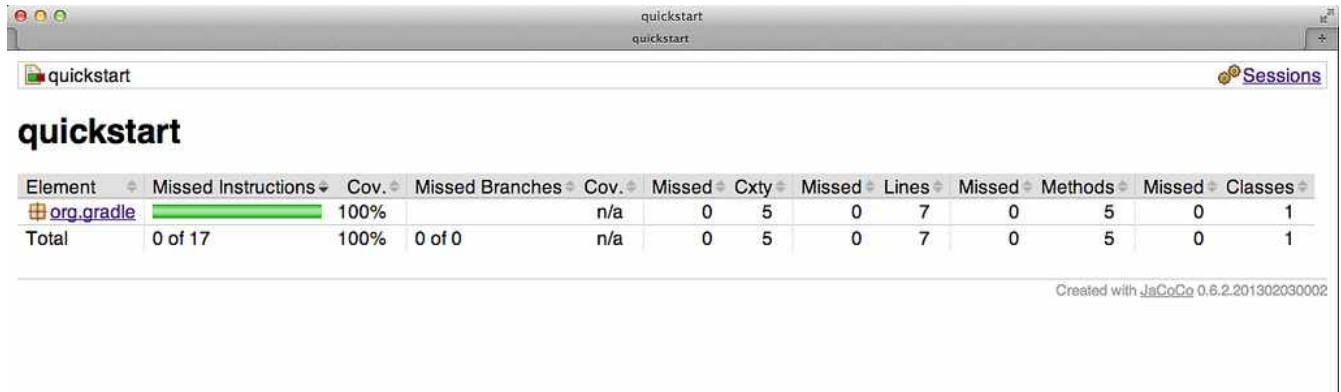 quickstart
quickstart
quickstart Sessions
quickstart
Element Missed Instructions Cov. Missed Branches Cov. Missed Cxty Missed Lines Missed Methods Missed Classes
org.gradle 100% n/a 0 5 0 7 0 5 0 1
Total 0 of 17 100% 0 of 0 n/a 0 5 0 7 0 5 0 1
Created with JaCoCo 0.6.2.201302030002